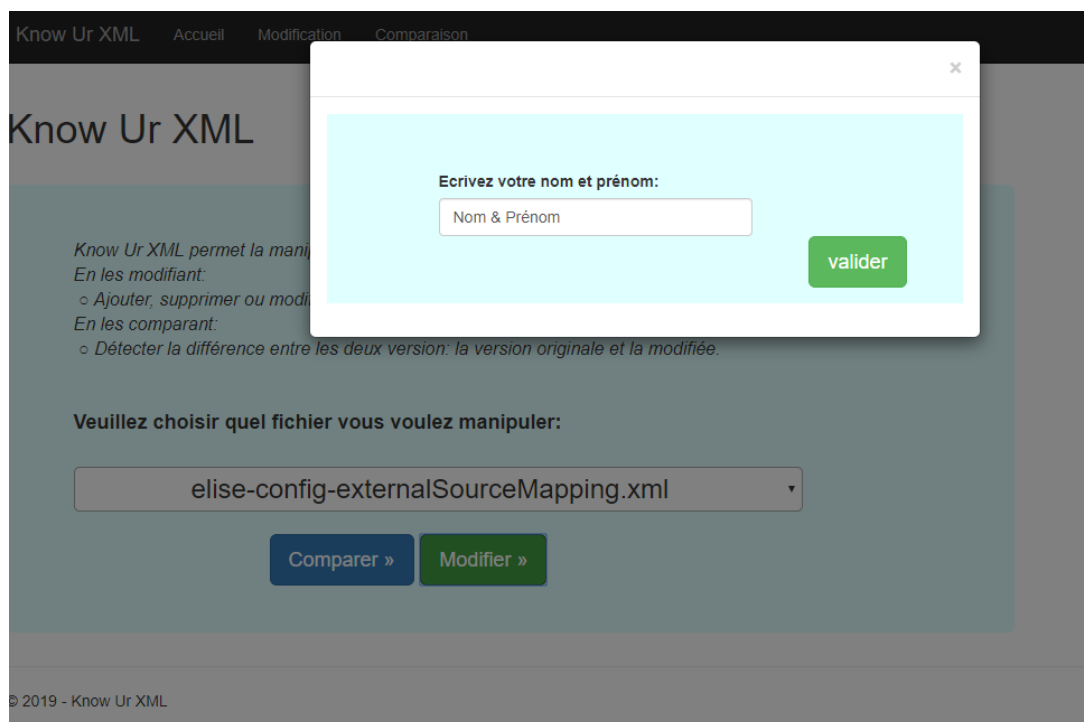 Know Ur XML Accueil Modification Comparaison
×
Know Ur XML
Ecrivez votre nom et prénom:
Nom & Prénom
valider
Know Ur XML permet la
En les modifiant:
○ Ajouter, supprimer ou
En les comparant:
○ Détecter la différence entre les deux version: la version originale et la modifiée.
Veuillez choisir quel fichier vous voulez manipuler:
elise-config-externalSourceMapping.xml
Comparer » Modifier »
© 2019 - Know Ur XML